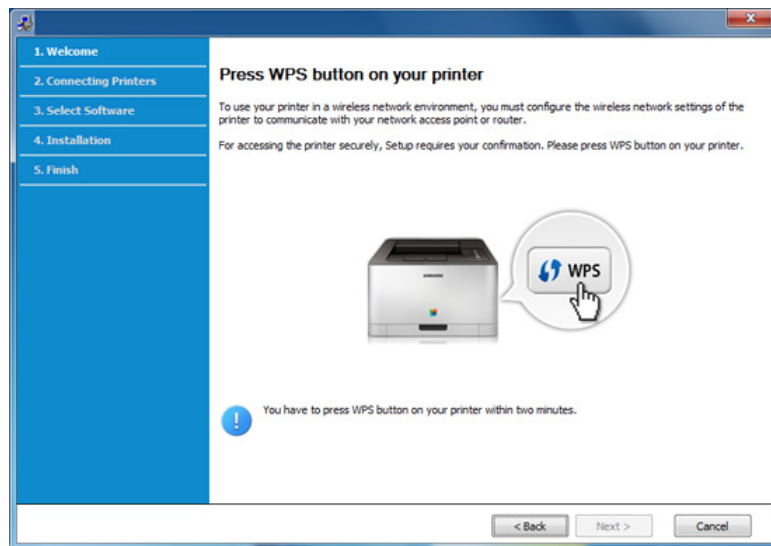 1. Welcome
2. Connecting Printers
3. Select Software
4. Installation
5. Finish
Press WPS button on your printer
To use your printer in a wireless network environment, you must configure the wireless network settings of the
printer to communicate with your network access point or router.
For accessing the printer securely, Setup requires your confirmation. Please press WPS button on your printer.
SAMSUNG
WPS
You have to press WPS button on your printer within two minutes.
< Back
Next >
Cancel